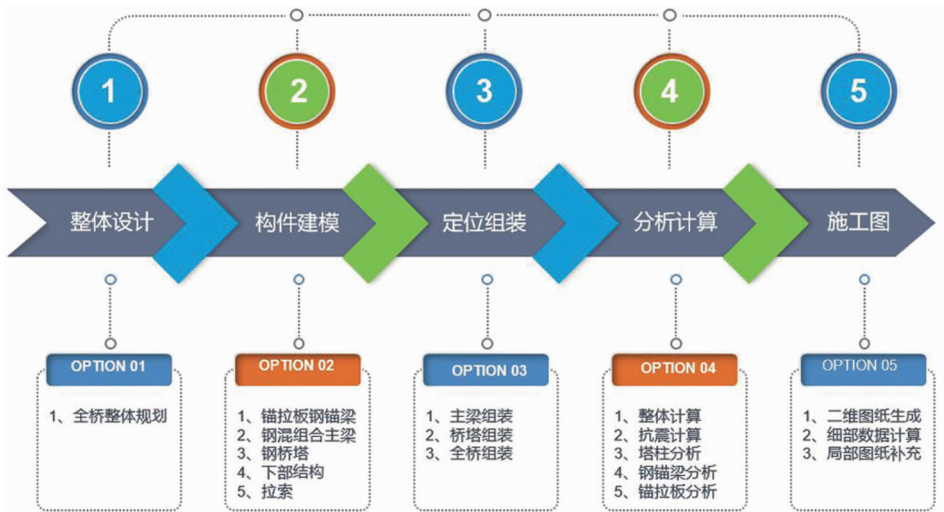 1
2
3
4
5
整体设计
构件建模
定位组装
分析计算
施工图
OPTION 01
1、全桥整体规划
OPTION 02
1、锚拉板钢锚梁
2、钢混组合主梁
3、钢桥塔
4、下部结构
5、拉索
OPTION 03
1、主梁组装
2、桥塔组装
3、全桥组装
OPTION 04
1、整体计算
2、抗震计算
3、塔柱分析
4、钢锚梁分析
5、锚拉板分析
OPTION 05
1、二维图纸生成
2、细部数据计算
3、局部图纸补充